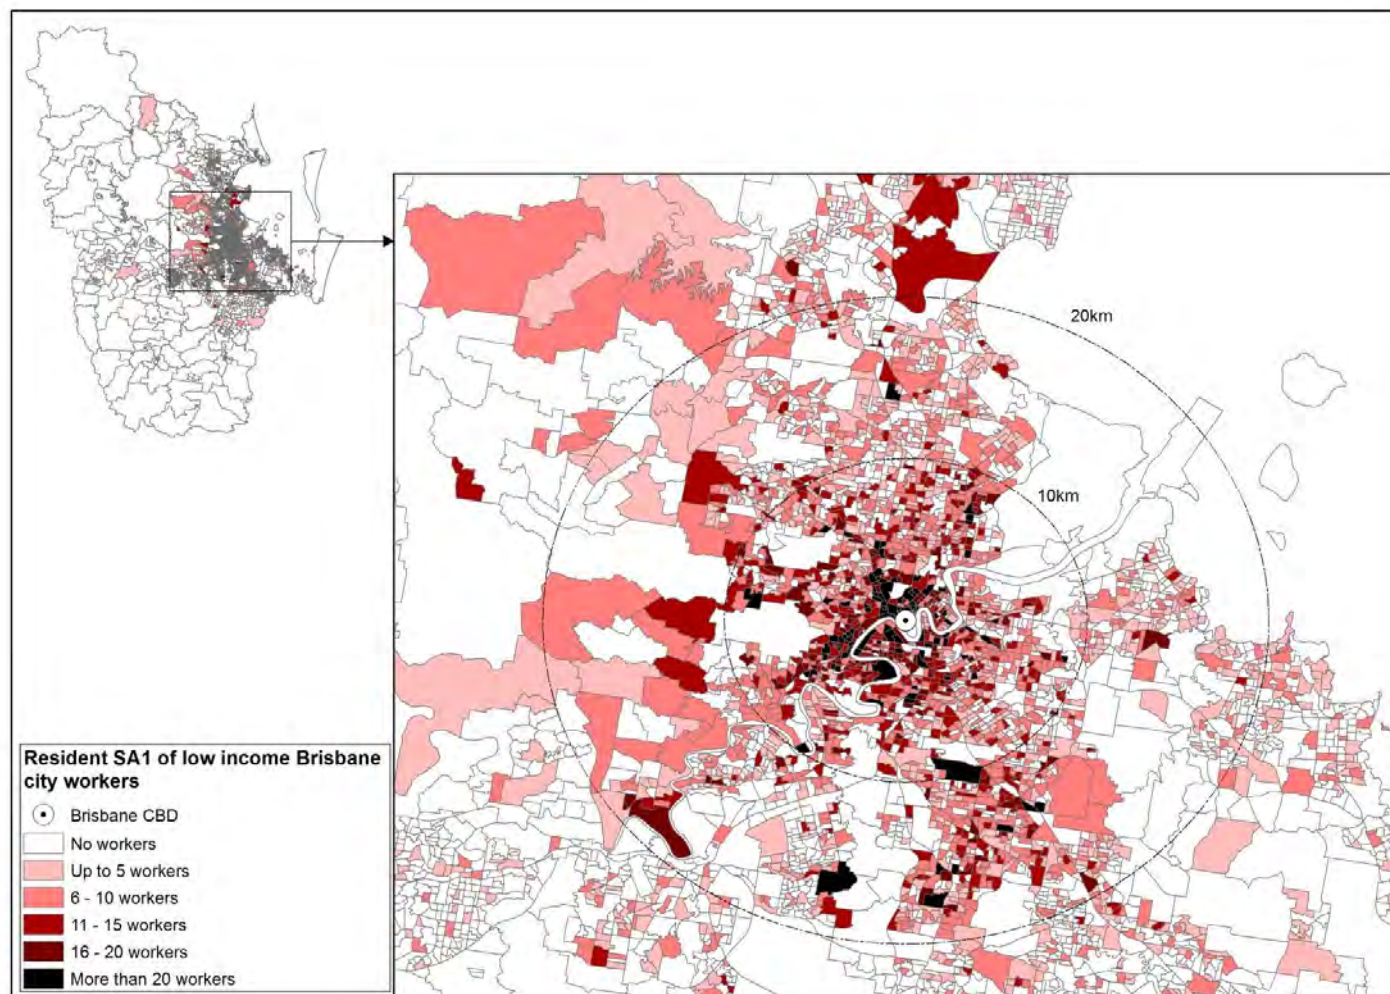 20km
10km
Resident SA1 of low income Brisbane
city workers
Brisbane CBD
No workers
Up to 5 workers
6 - 10 workers
11 - 15 workers
16 - 20 workers
More than 20 workers